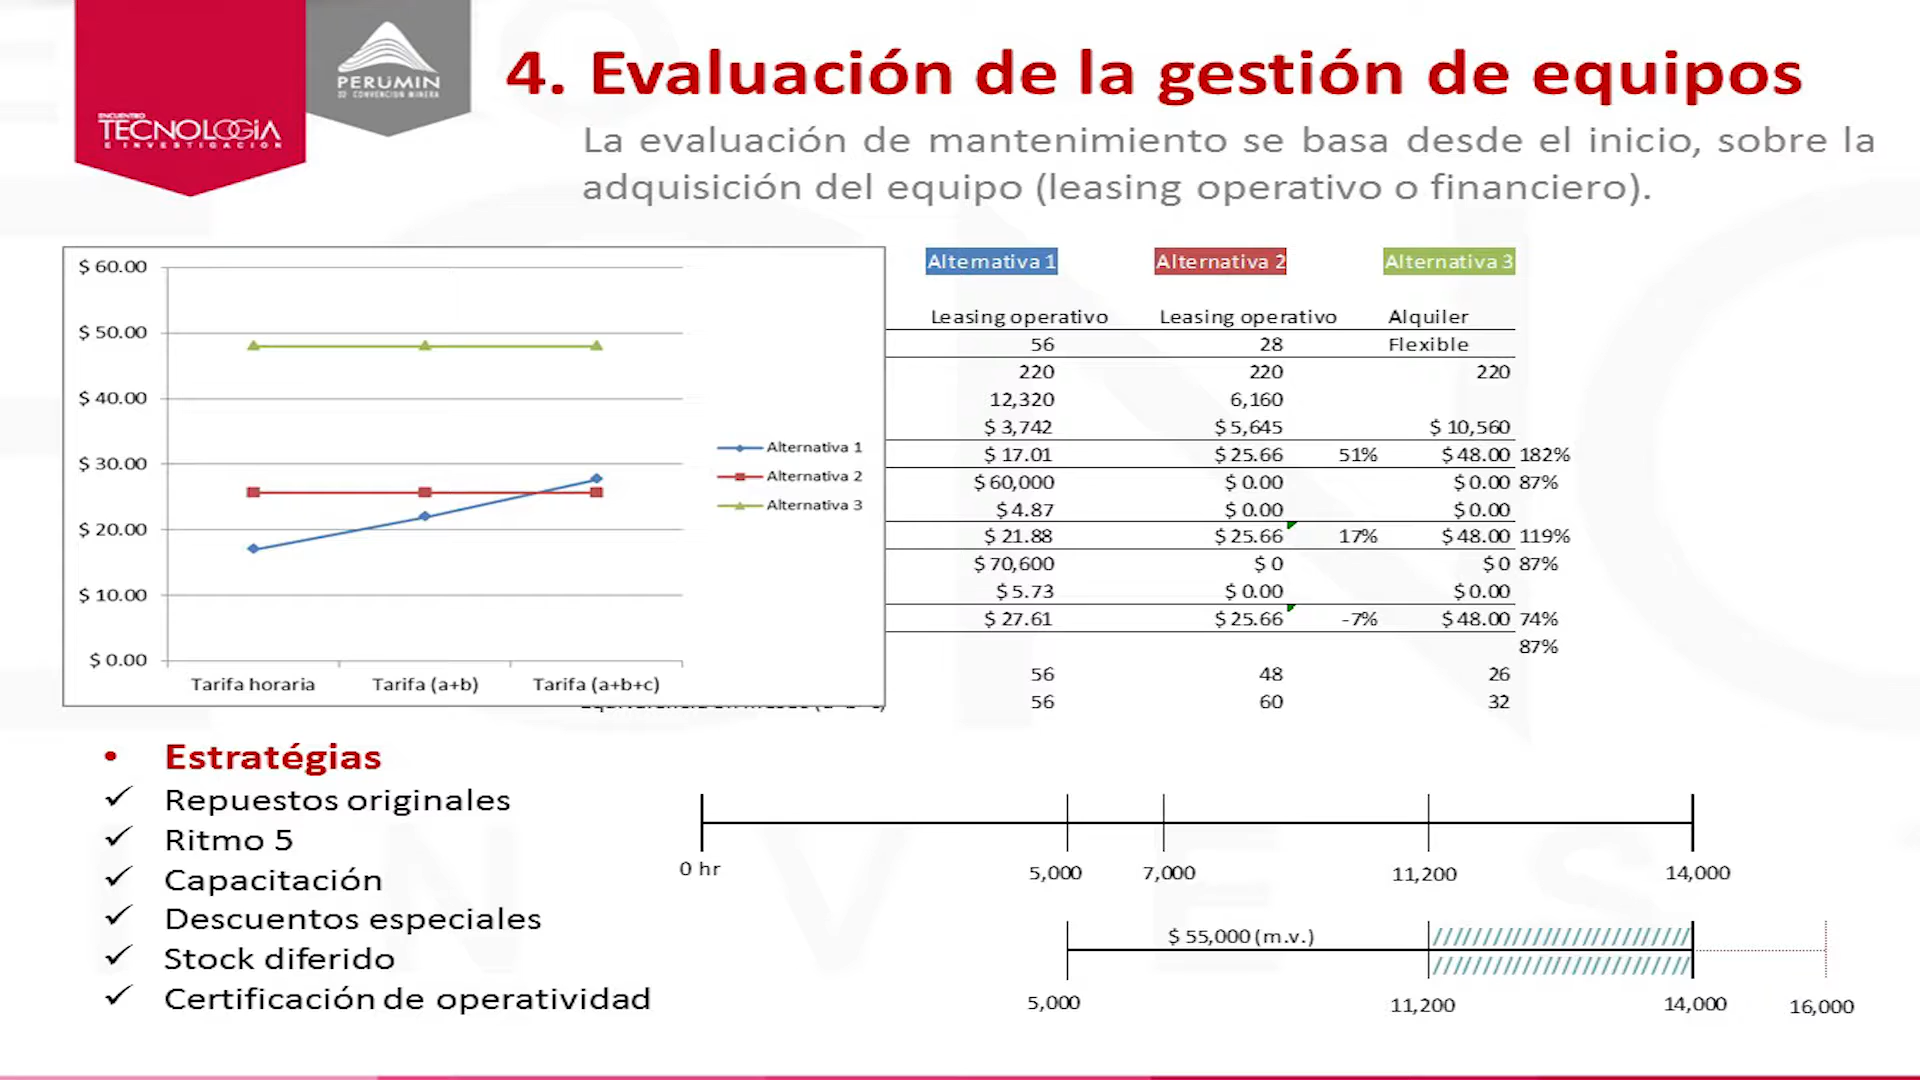 ENCUENTRO
TECNOLOGÍA
E INVESTIGACIÓN
PERUMIN
32 CONVENCIÓN MINERA
4. Evaluación de la gestión de equipos
La evaluación de mantenimiento se basa desde el inicio, sobre la
adquisición del equipo (leasing operativo o financiero).
$ 60.00
$ 50.00
$ 40.00
$ 30.00
$ 20.00
$ 10.00
$ 0.00
Tarifa horaria Tarifa (a+b) Tarifa (a+b+c)
Alternativa 1
Alternativa 2
Alternativa 3
Alternativa 1 Alternativa 2 Alternativa 3
Leasing operativo Leasing operativo Alquiler
56 28 Flexible
220 220 220
12,320 6,160
$ 3,742 $ 5,645 $ 10,560
$ 17.01 $ 25.66 51% $ 48.00 182%
$ 60,000 $ 0.00 $ 0.00 87%
$ 4.87 $ 0.00 $ 0.00
$ 21.88 $ 25.66 17% $ 48.00 119%
$ 70,600 $ 0 $ 0 87%
$ 5.73 $ 0.00 $ 0.00
$ 27.61 $ 25.66 -7% $ 48.00 74%
87%
56 48 26
56 60 32
• Estratégias
✓ Repuestos originales
✓ Ritmo 5
✓ Capacitación
✓ Descuentos especiales
✓ Stock diferido
✓ Certificación de operatividad
0 hr 5,000 7,000 11,200 14,000
$ 55,000 (m.v.)
5,000 11,200 14,000 16,000